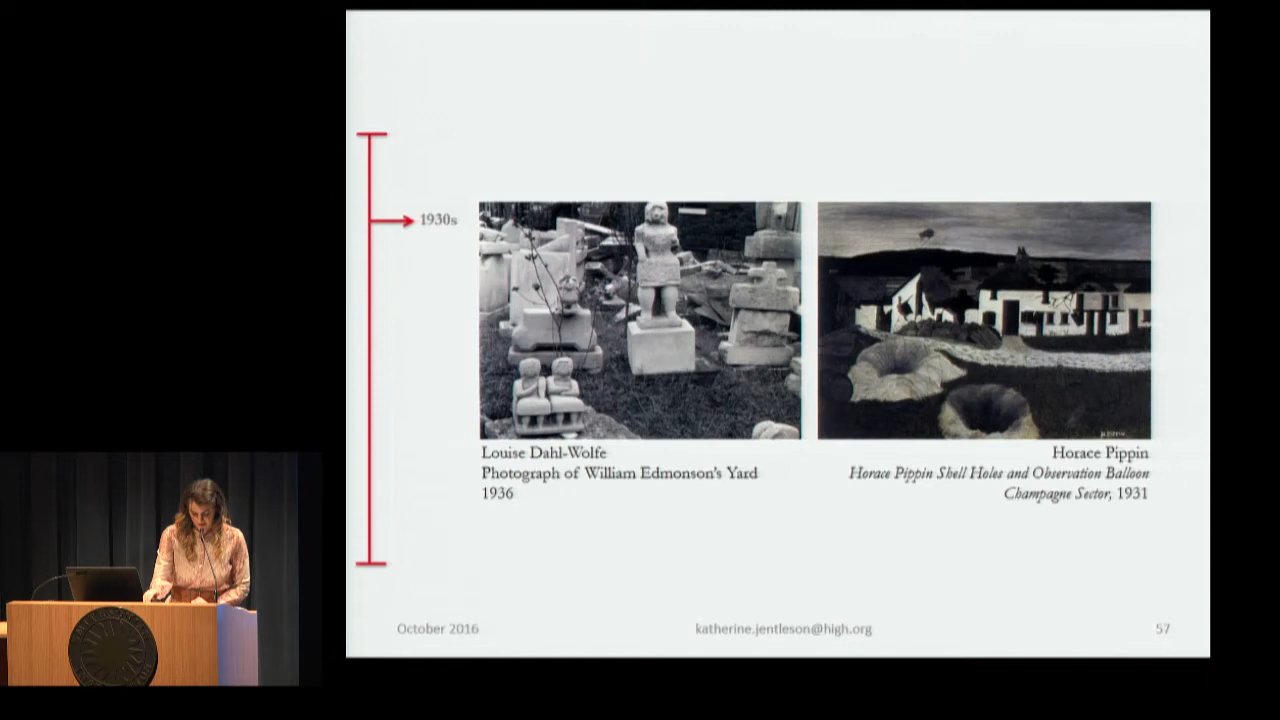 1930s
Louise Dahl-Wolfe
Photograph of William Edmonson's Yard
1936
Horace Pippin
Horace Pippin Shell Holes and Observation Balloon
Champagne Sector, 1931
October 2016
katherine.jentleson@high.org
57